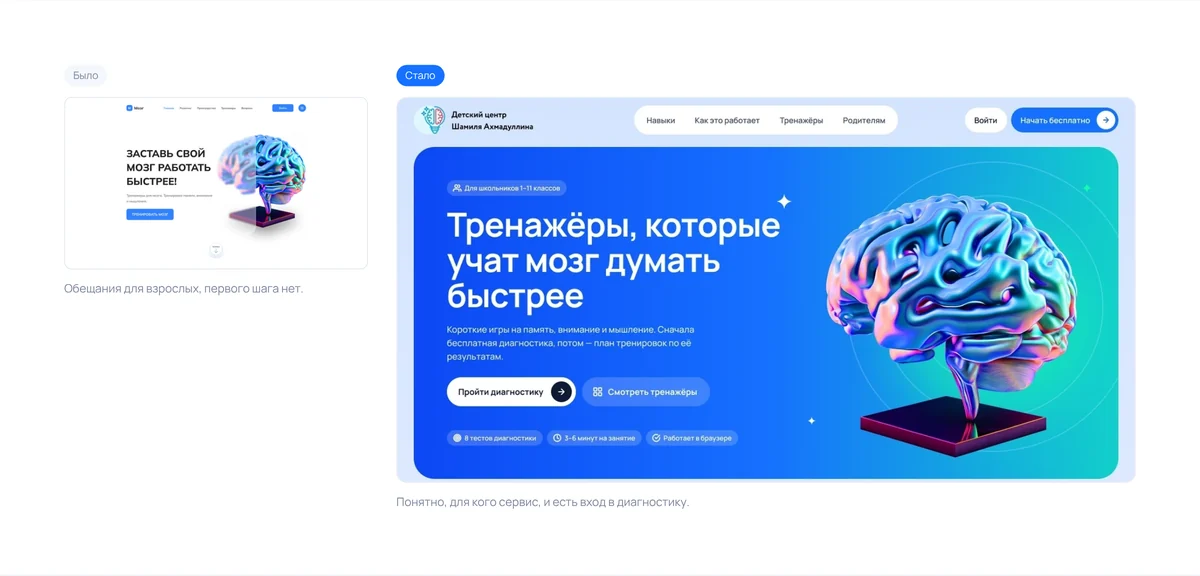 Было
Мозг
ЗАСТАВЬ СВОЙ
МОЗГ РАБОТАТЬ
БЫСТРЕЕ!
ТРЕНИРОВАТЬ МОЗГ
Обещания для взрослых, первого шага нет.
Стало
Детский центр
Шамиля Ахмадуллина
Навыки
Как это работает
Тренажёры
Родителям
Войти
Начать бесплатно
Для школьников 1–11 классов
Тренажёры, которые
учат мозг думать
быстрее
Короткие игры на память, внимание и мышление. Сначала
бесплатная диагностика, потом — план тренировок по её
результатам.
Пройти диагностику
Смотреть тренажёры
8 тестов диагностики
3–6 минут на занятие
Работает в браузере
Понятно, для кого сервис, и есть вход в диагностику.